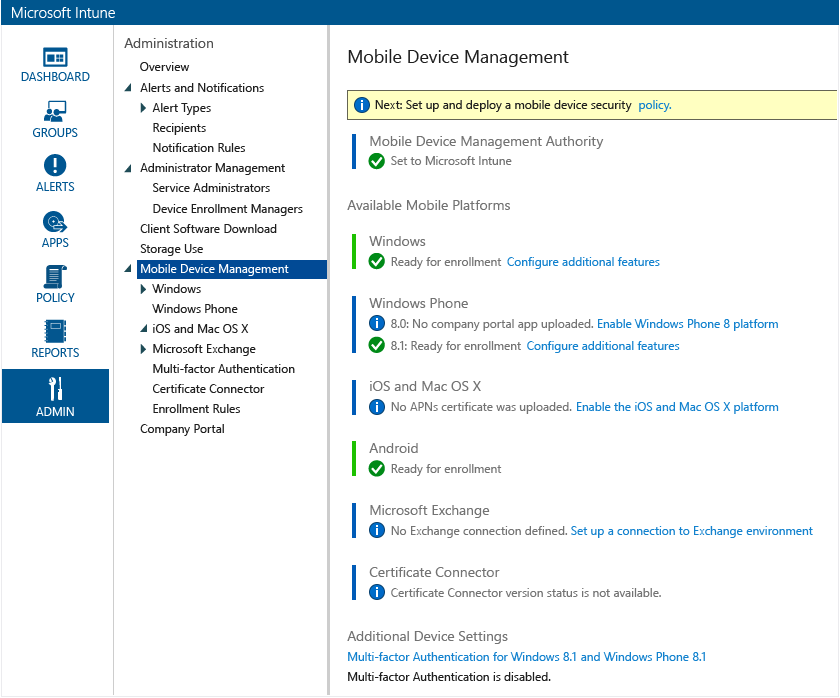 Microsoft Intune
DASHBOARD
GROUPS
ALERTS
APPS
POLICY
REPORTS
ADMIN
Administration
Overview
Alerts and Notifications
Alert Types
Recipients
Notification Rules
Administrator Management
Service Administrators
Device Enrollment Managers
Client Software Download
Storage Use
Mobile Device Management
Windows
Windows Phone
iOS and Mac OS X
Microsoft Exchange
Multi-factor Authentication
Certificate Connector
Enrollment Rules
Company Portal
Mobile Device Management
Next: Set up and deploy a mobile device security policy.
Mobile Device Management Authority
Set to Microsoft Intune
Available Mobile Platforms
Windows
Ready for enrollment Configure additional features
Windows Phone
8.0: No company portal app uploaded. Enable Windows Phone 8 platform
8.1: Ready for enrollment Configure additional features
iOS and Mac OS X
No APNs certificate was uploaded. Enable the iOS and Mac OS X platform
Android
Ready for enrollment
Microsoft Exchange
No Exchange connection defined. Set up a connection to Exchange environment
Certificate Connector
Certificate Connector version status is not available.
Additional Device Settings
Multi-factor Authentication for Windows 8.1 and Windows Phone 8.1
Multi-factor Authentication is disabled.